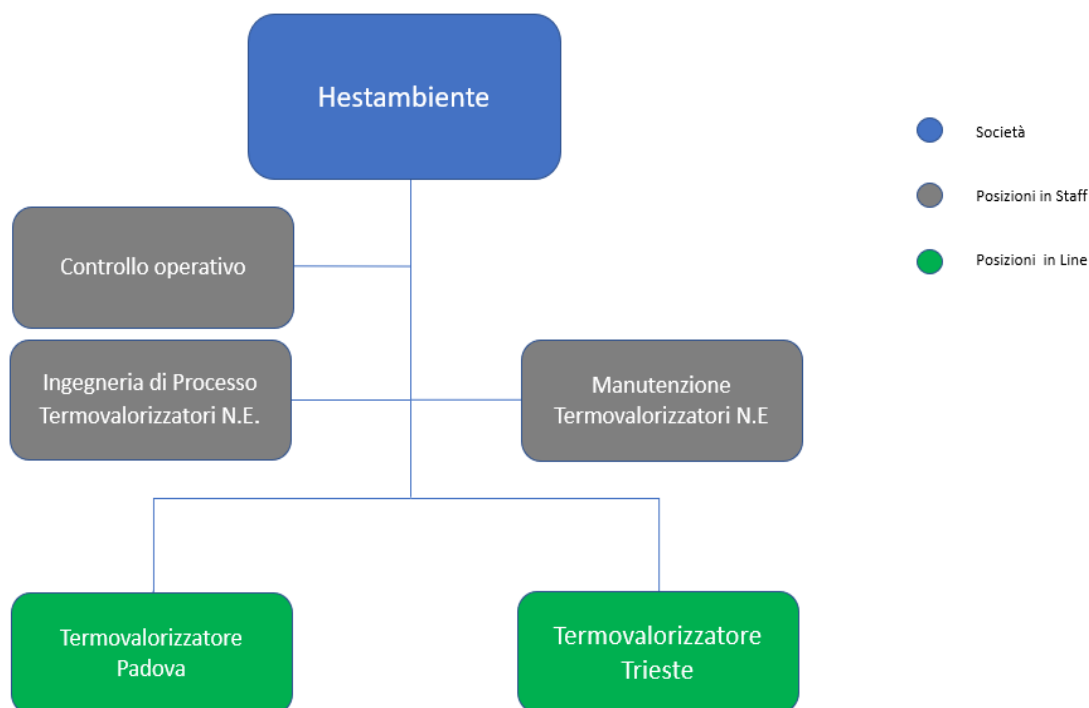 Hestambiente
Società
Posizioni in Staff
Posizioni in Line
Controllo operativo
Ingegneria di Processo
Termovalorizzatori N.E.
Manutenzione
Termovalorizzatori N.E
Termovalorizzatore
Padova
Termovalorizzatore
Trieste